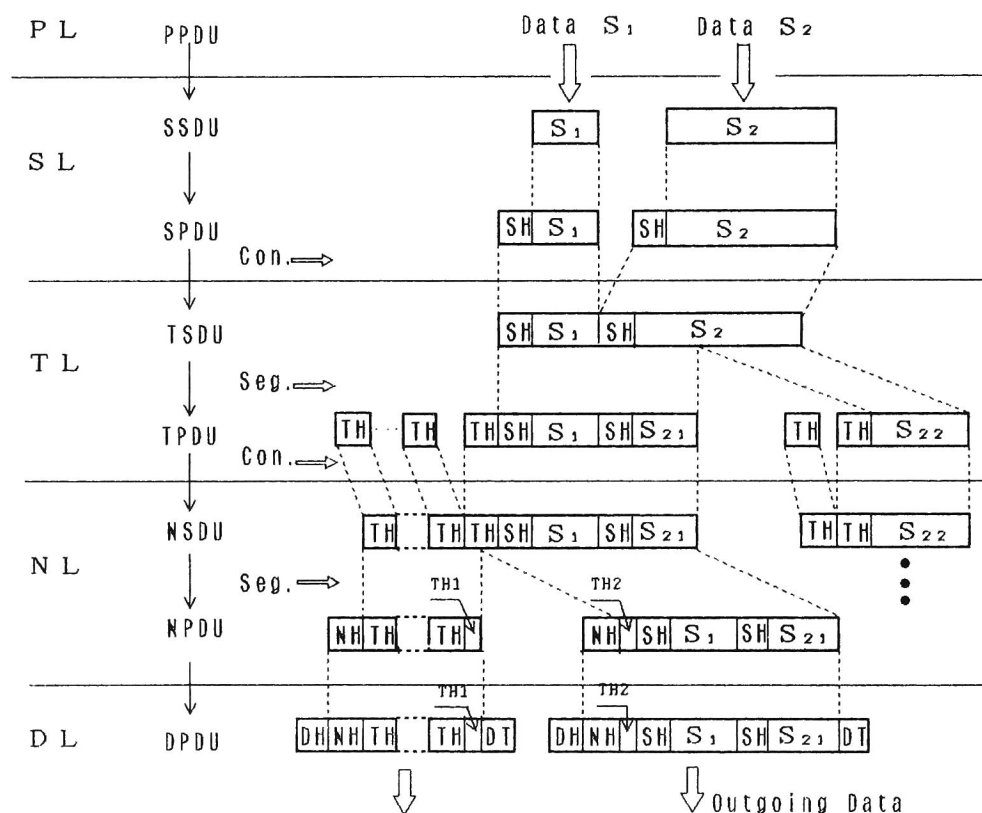 PL PPDU Data S₁ Data S₂
SSDU S₁ S₂
SL
SPDU SH S₁ SH S₂
Con.
TSDU SH S₁ SH S₂
TL
Seg.
TPDU TH TH TH SH S₁ SH S₂₁ TH TH S₂₂
Con.
NSDU TH TH TH SH S₁ SH S₂₁ TH TH S₂₂
NL
Seg. TH1 TH2
NPDU NH TH TH NH SH S₁ SH S₂₁
TH1 TH2
DL DPDU DH NH TH TH DT DH NH SH S₁ SH S₂₁ DT
Outgoing Data